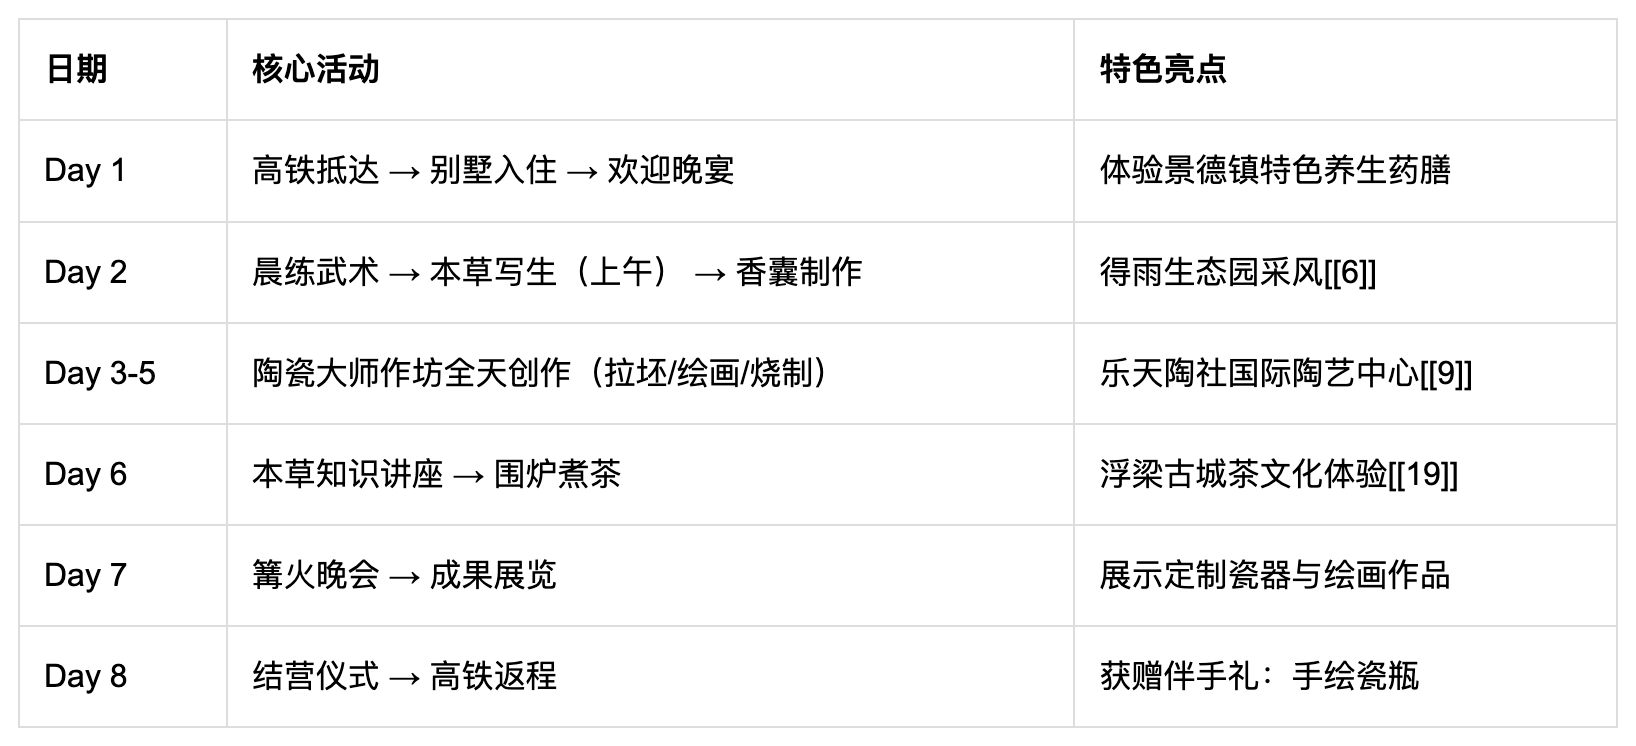 日期 核心活动 特色亮点
Day 1 高铁抵达 → 别墅入住 → 欢迎晚宴 体验景德镇特色养生药膳
Day 2 晨练武术 → 本草写生（上午） → 香囊制作 得雨生态园采风[[6]]
Day 3-5 陶瓷大师作坊全天创作（拉坯/绘画/烧制） 乐天陶社国际陶艺中心[[9]]
Day 6 本草知识讲座 → 围炉煮茶 浮梁古城茶文化体验[[19]]
Day 7 篝火晚会 → 成果展览 展示定制瓷器与绘画作品
Day 8 结营仪式 → 高铁返程 获赠伴手礼：手绘瓷瓶